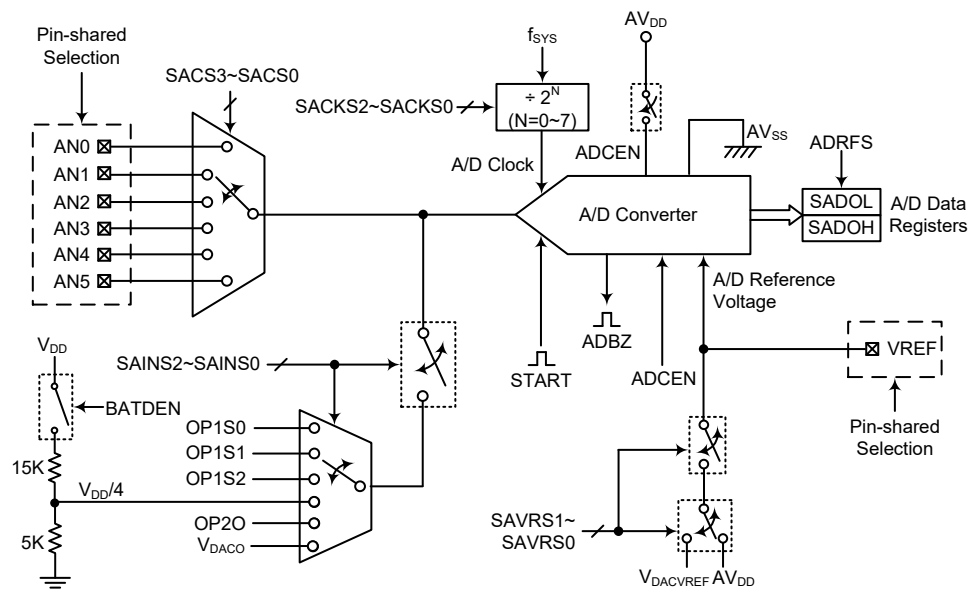 Pin-shared
Selection
SACS3~SACS0
AN0
AN1
AN2
AN3
AN4
AN5
fSYS
SACKS2~SACKS0
÷ 2^N
(N=0~7)
A/D Clock
AVDD
ADCEN
AVSS
A/D Converter
ADRFS
SADOL
SADOH
A/D Data
Registers
START
ADBZ
ADCEN
A/D Reference
Voltage
VREF
Pin-shared
Selection
VDD
BATDEN
15K
VDD/4
5K
SAINS2~SAINS0
OP1S0
OP1S1
OP1S2
OP2O
VDACO
SAVRS1~
SAVRS0
VDACVREF AVDD